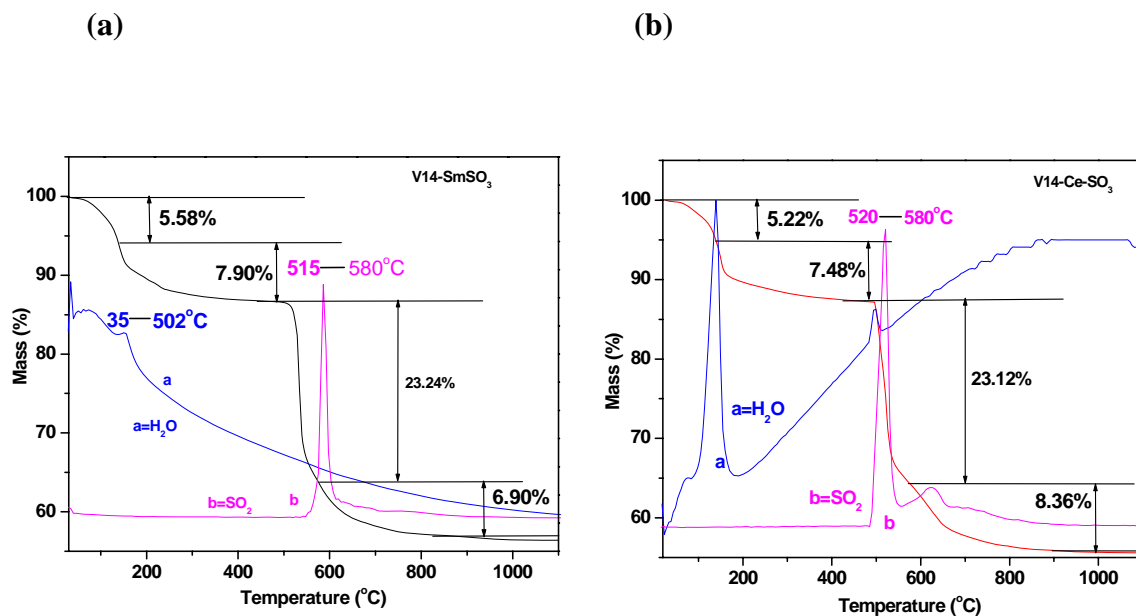 (a)
(b)
V14-SmSO₃
100
5.58%
7.90%
515—580°C
90
35—502°C
80
a
23.24%
a=H₂O
70
6.90%
b=SO₂ b
60
Mass (%)
200 400 600 800 1000
Temperature (°C)
V14-Ce-SO₃
100
5.22%
520—580°C
7.48%
90
80
23.12%
a=H₂O
70
a
8.36%
b=SO₂
60
b
Mass (%)
200 400 600 800 1000
Temperature (°C)